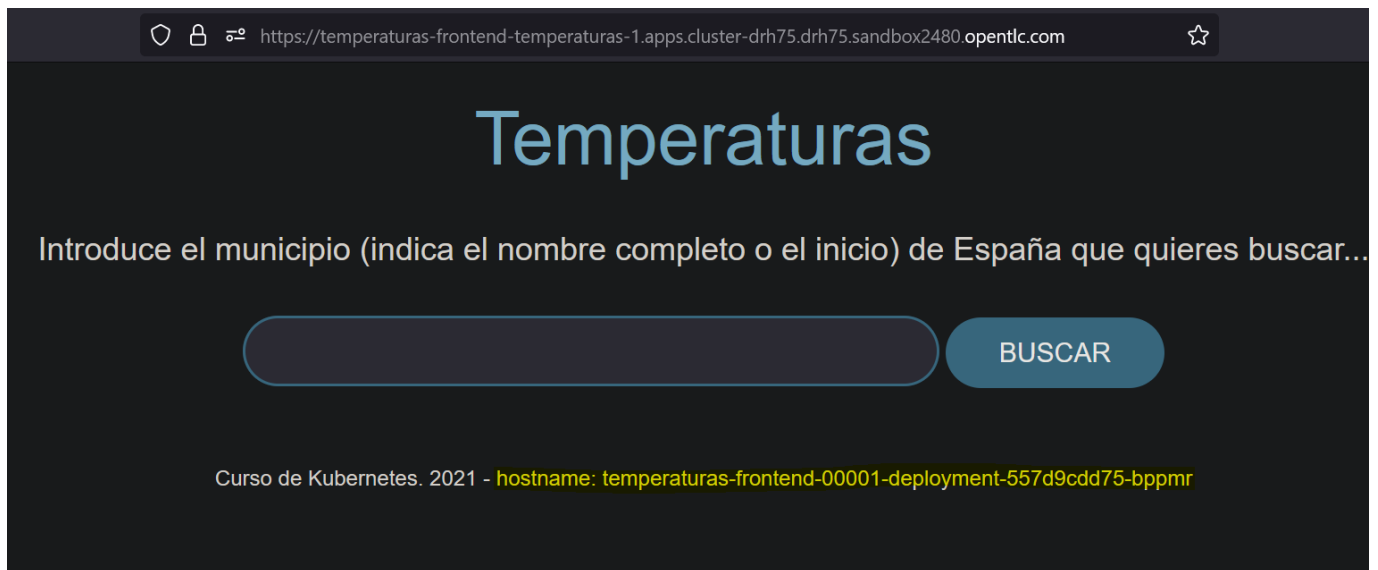 https://temperaturas-frontend-temperaturas-1.apps.cluster-drh75.drh75.sandbox2480.opentlc.com
Temperaturas
Introduce el municipio (indica el nombre completo o el inicio) de España que quieres buscar...
BUSCAR
Curso de Kubernetes. 2021 - hostname: temperaturas-frontend-00001-deployment-557d9cdd75-bppmr